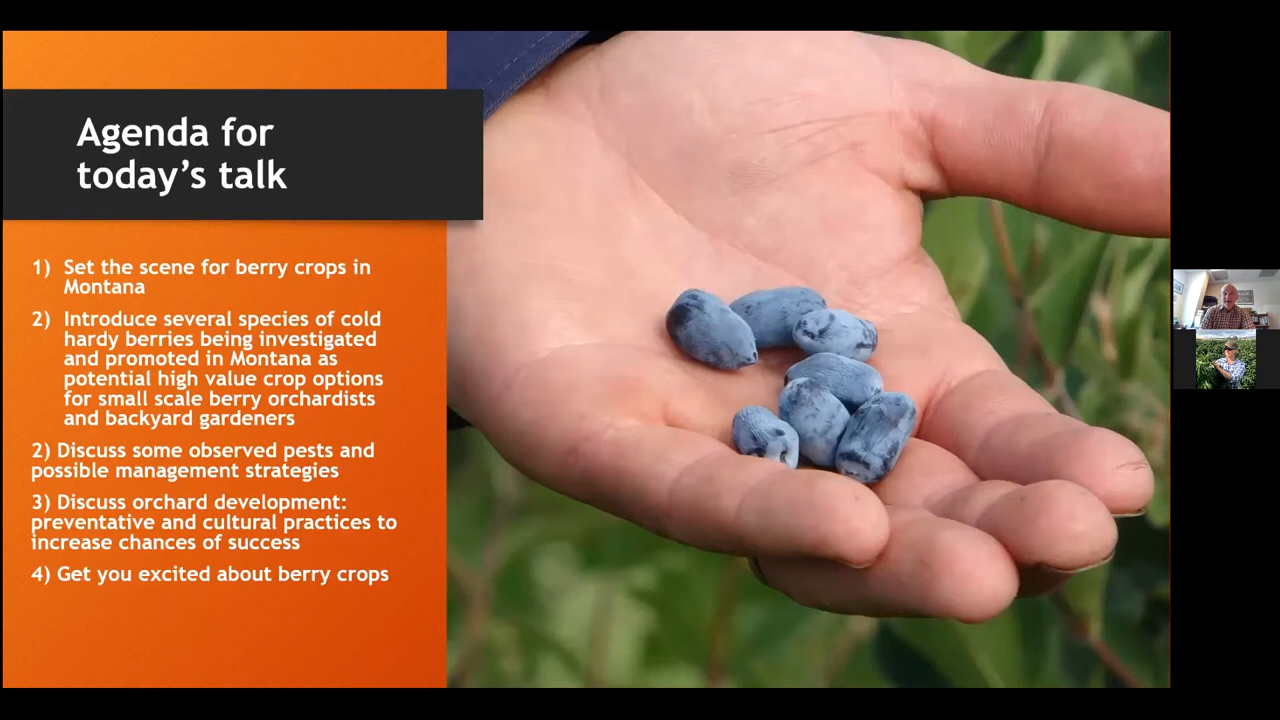 Agenda for
today's talk
1) Set the scene for berry crops in
Montana
2) Introduce several species of cold
hardy berries being investigated
and promoted in Montana as
potential high value crop options
for small scale berry orchardists
and backyard gardeners
2) Discuss some observed pests and
possible management strategies
3) Discuss orchard development:
preventative and cultural practices to
increase chances of success
4) Get you excited about berry crops